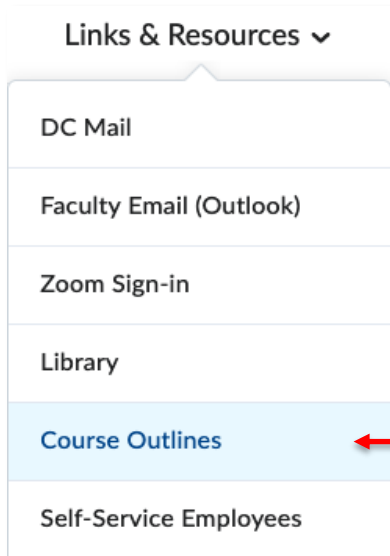 Links & Resources
DC Mail
Faculty Email (Outlook)
Zoom Sign-in
Library
Course Outlines
Self-Service Employees